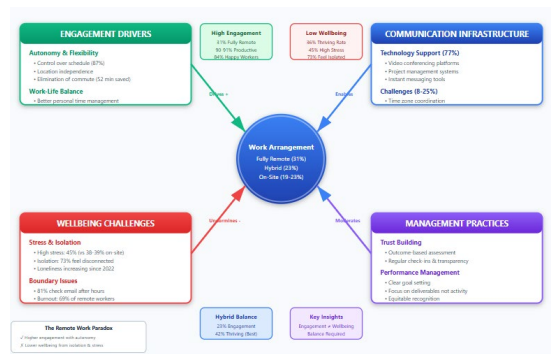 ENGAGEMENT DRIVERS
Autonomy & Flexibility
• Control over schedule (87%)
• Location independence
• Elimination of commute (52 min saved)
Work-Life Balance
• Better personal time management
High Engagement
31% Fully Remote
90-91% Productive
84% Happy Workers
Low Wellbeing
36% Thriving Rate
45% High Stress
73% Feel Isolated
COMMUNICATION INFRASTRUCTURE
Technology Support (77%)
• Video conferencing platforms
• Project management systems
• Instant messaging tools
Challenges (8-25%)
• Time zone coordination
Drives +
Enables
Work Arrangement
Fully Remote (31%)
Hybrid (23%)
On-Site (19-23%)
Undermines -
Moderates
WELLBEING CHALLENGES
Stress & Isolation
• High stress: 45% (vs 38-39% on-site)
• Isolation: 73% feel disconnected
• Loneliness increasing since 2022
Boundary Issues
• 81% check email after hours
• Burnout: 69% of remote workers
MANAGEMENT PRACTICES
Trust Building
• Outcome-based assessment
• Regular check-ins & transparency
Performance Management
• Clear goal setting
• Focus on deliverables not activity
• Equitable recognition
Hybrid Balance
23% Engagement
42% Thriving (Best)
Key Insights
Engagement ≠ Wellbeing
Balance Required
The Remote Work Paradox
✓ Higher engagement with autonomy
✗ Lower wellbeing from isolation & stress